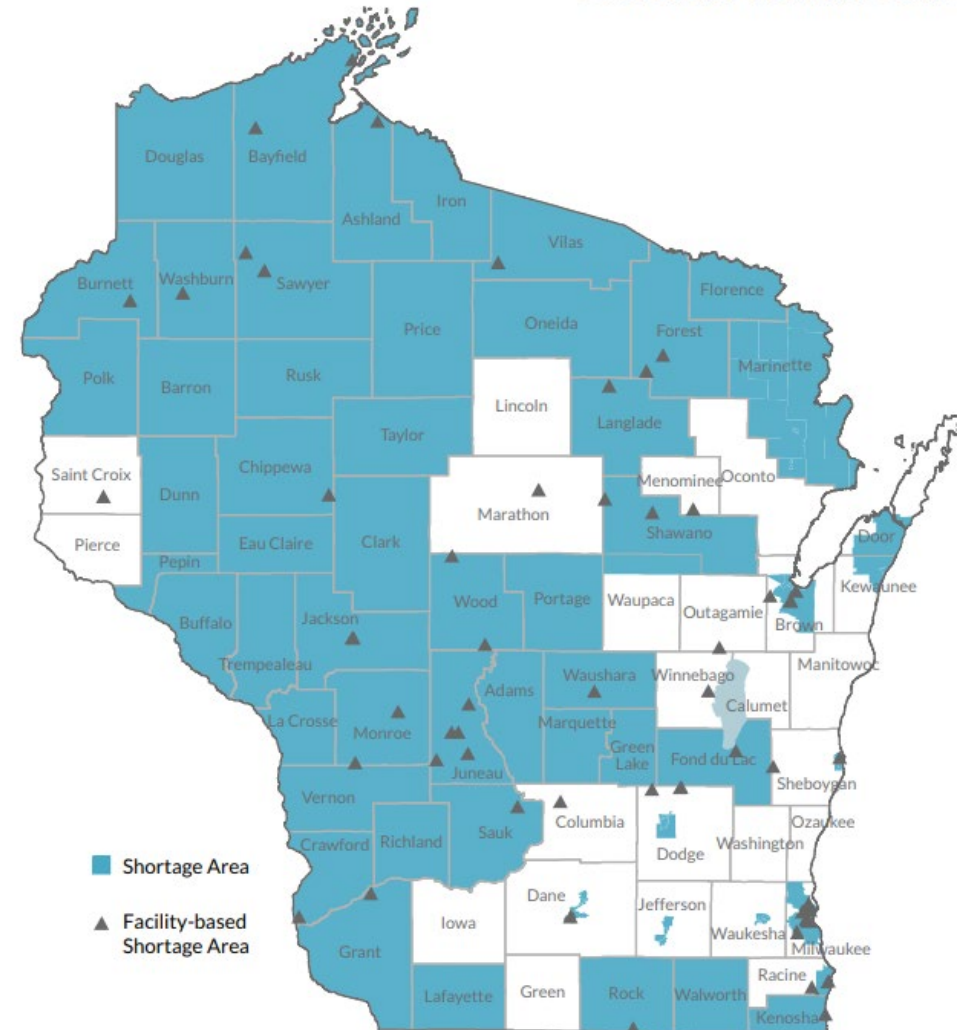 Douglas
Bayfield
Iron
Ashland
Vilas
Burnett
Washburn
Sawyer
Florence
Price
Oneida
Forest
Marinette
Polk
Barron
Rusk
Lincoln
Taylor
Langlade
Saint Croix
Chippewa
Menominee
Oconto
Dunn
Marathon
Shawano
Pierce
Eau Claire
Clark
Door
Pepin
Kewaunee
Buffalo
Jackson
Wood
Portage
Waupaca
Outagamie
Brown
Trempealeau
Manitowoc
Waushara
Winnebago
Adams
Calumet
La Crosse
Monroe
Marquette
Green
Lake
Fond du Lac
Juneau
Sheboygan
Vernon
Columbia
Ozaukee
Sauk
Crawford
Richland
Dodge
Washington
Shortage Area
Facility-based
Shortage Area
Dane
Jefferson
Iowa
Waukesha
Milwaukee
Grant
Racine
Lafayette
Green
Rock
Walworth
Kenosha